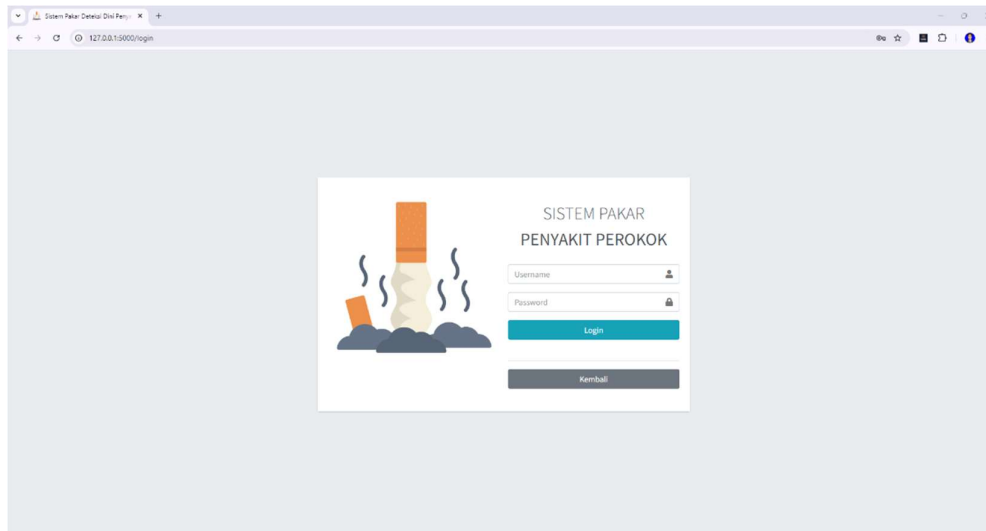 Sistem Pakar Deteksi Dini Penya
127.0.0.1:5000/login
SISTEM PAKAR
PENYAKIT PEROKOK
Username
Password
Login
Kembali